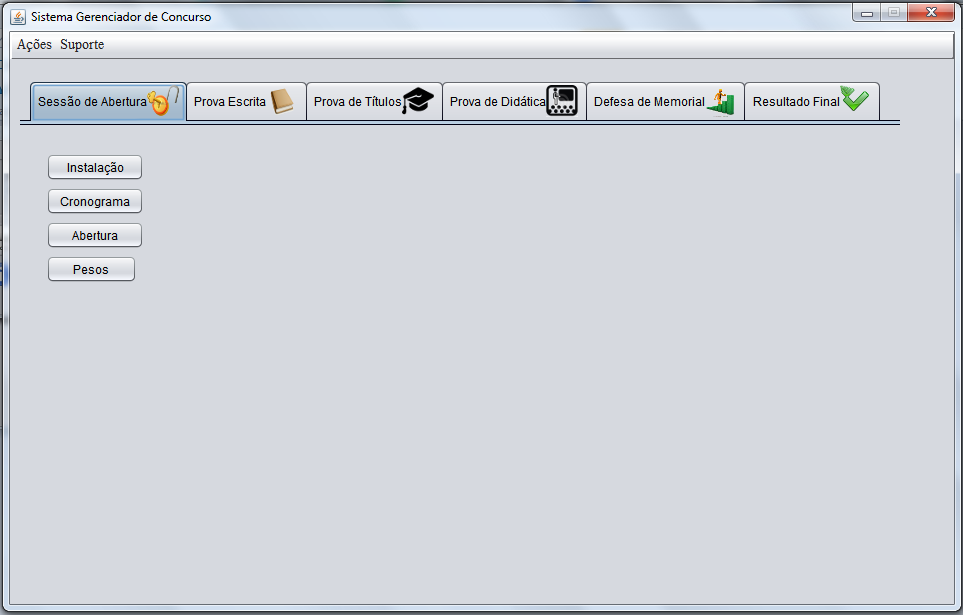 Sistema Gerenciador de Concurso
Ações Suporte
Sessão de Abertura Prova Escrita Prova de Títulos Prova de Didática Defesa de Memorial Resultado Final
Instalação
Cronograma
Abertura
Pesos